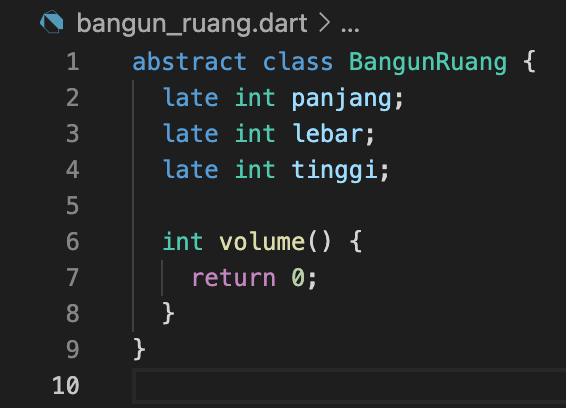 bangun_ruang.dart > ...
1 abstract class BangunRuang {
2 late int panjang;
3 late int lebar;
4 late int tinggi;
5
6 int volume() {
7 return 0;
8 }
9 }
10